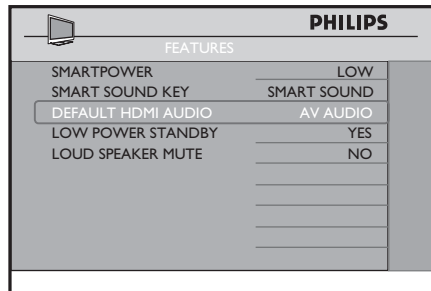 PHILIPS
FEATURES
SMARTPOWER LOW
SMART SOUND KEY SMART SOUND
DEFAULT HDMI AUDIO AV AUDIO
LOW POWER STANDBY YES
LOUD SPEAKER MUTE NO